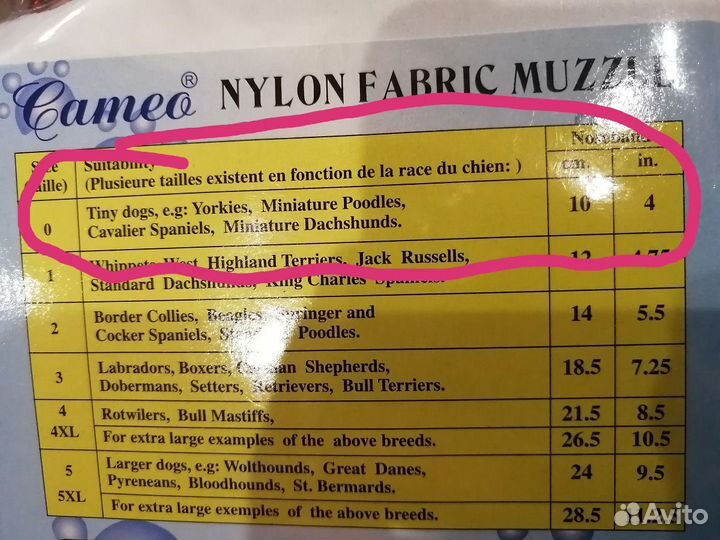 Cameo® NYLON FABRIC MUZZLE
Size Suitability Noseband
(Plusieure tailles existent en fonction de la race du chien: ) cm. in.
0 Tiny dogs, e.g: Yorkies, Miniature Poodles, 10 4
Cavalier Spaniels, Miniature Dachshunds.
1 Whippets West Highland Terriers, Jack Russells, 12 4.75
Standard Dachshunds, King Charles Spaniels.
2 Border Collies, Beagles, Springer and 14 5.5
Cocker Spaniels, Standard Poodles.
3 Labradors, Boxers, German Shepherds, 18.5 7.25
Dobermans, Setters, Retrievers, Bull Terriers.
4 Rotwilers, Bull Mastiffs, 21.5 8.5
4XL For extra large examples of the above breeds. 26.5 10.5
5 Larger dogs, e.g: Wolthounds, Great Danes, 24 9.5
Pyreneans, Bloodhounds, St. Bermards.
5XL For extra large exemples of the above breeds. 28.5
Avito